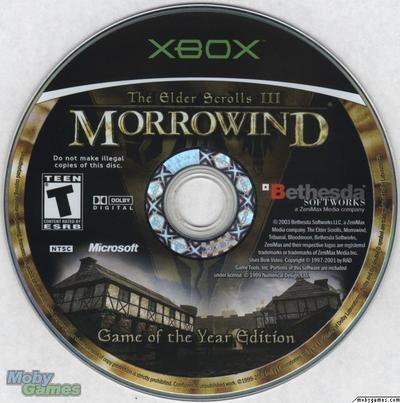 XBOX
The Elder Scrolls III
MORROWIND
Do not make illegal
copies of this disc.
TEEN
T
CONTENT RATED BY
ESRB
DOLBY
DIGITAL
Bethesda
SOFTWORKS
a ZeniMax Media company
© 2003 Bethesda Softworks LLC, a ZeniMax
Media company. The Elder Scrolls, Morrowind,
Tribunal, Bloodmoon, Bethesda Softworks,
ZeniMax and their respective logos are registered
trademarks or trademarks of ZeniMax Media Inc.
Uses Bink Video. Copyright © 1997-2001 by RAD
Game Tools, Inc. Portions of this software are included
under license. © 1999 Numerical Design, Ltd.
NTSC
Microsoft
Game of the Year Edition
Moby
Games
mobygames.com